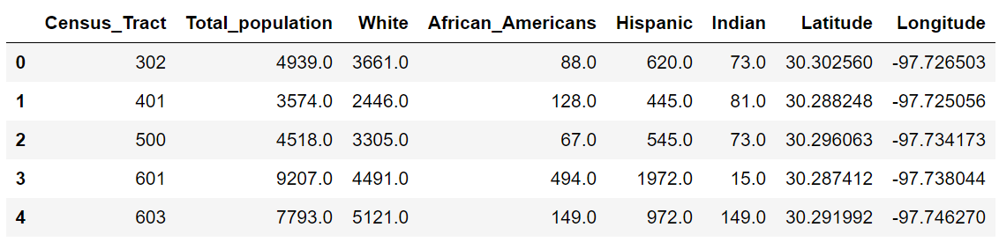 Census_Tract Total_population White African_Americans Hispanic Indian Latitude Longitude
0 302 4939.0 3661.0 88.0 620.0 73.0 30.302560 -97.726503
1 401 3574.0 2446.0 128.0 445.0 81.0 30.288248 -97.725056
2 500 4518.0 3305.0 67.0 545.0 73.0 30.296063 -97.734173
3 601 9207.0 4491.0 494.0 1972.0 15.0 30.287412 -97.738044
4 603 7793.0 5121.0 149.0 972.0 149.0 30.291992 -97.746270